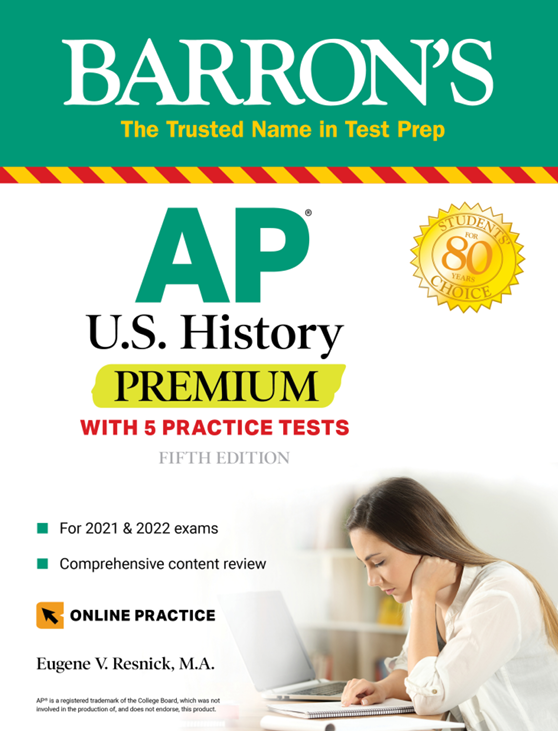 BARRON'S
The Trusted Name in Test Prep
AP®
STUDENTS'
FOR
80
YEARS
CHOICE
U.S. History
PREMIUM
WITH 5 PRACTICE TESTS
FIFTH EDITION
For 2021 & 2022 exams
Comprehensive content review
ONLINE PRACTICE
Eugene V. Resnick, M.A.
AP® is a registered trademark of the College Board, which was not
involved in the production of, and does not endorse, this product.